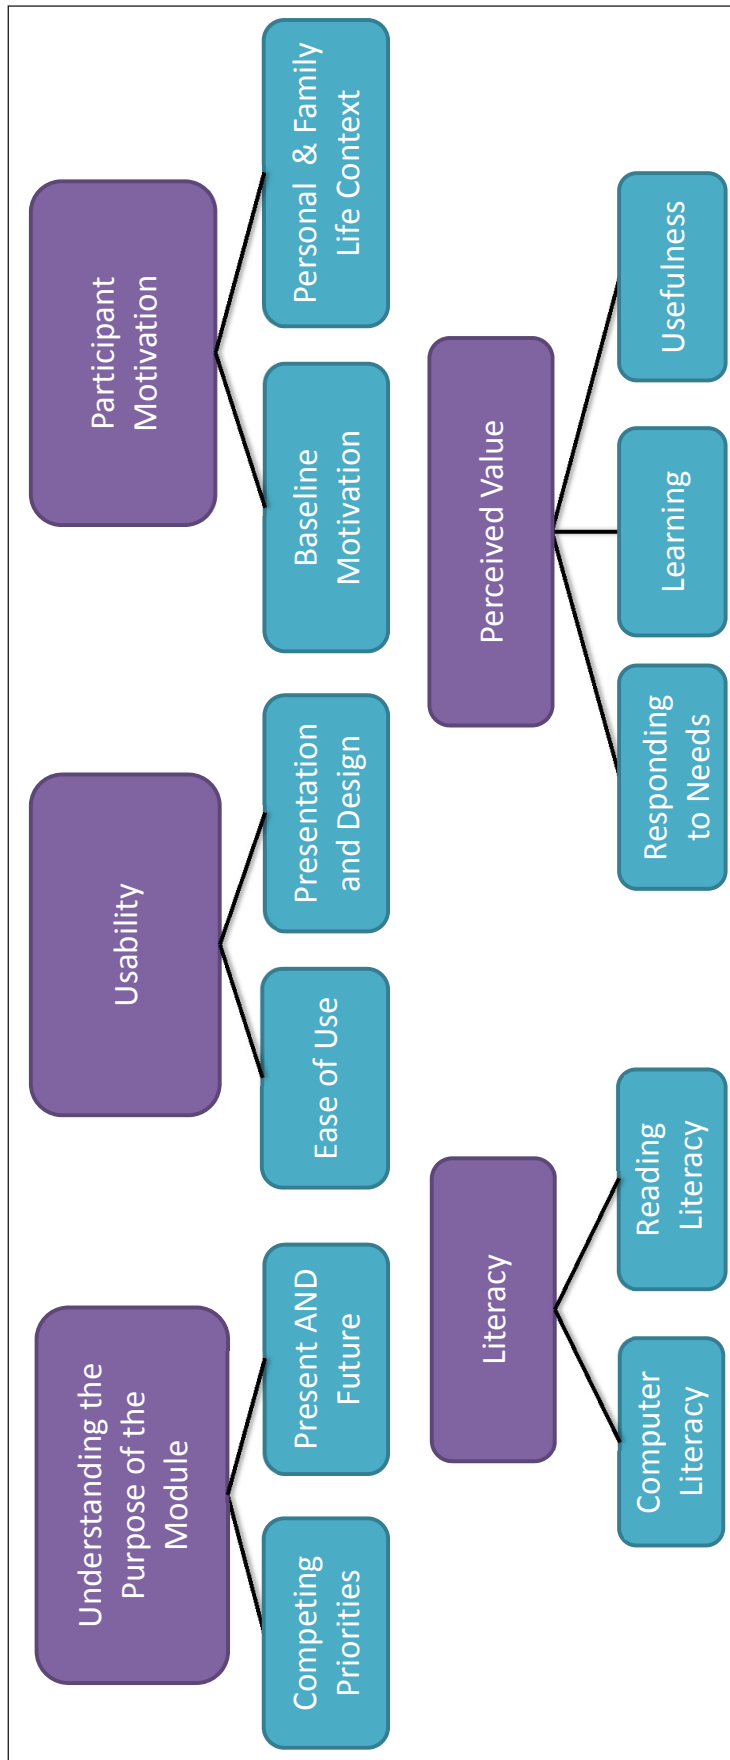 Understanding the
Purpose of the
Module
Competing
Priorities
Present AND
Future
Usability
Ease of Use
Presentation
and Design
Participant
Motivation
Baseline
Motivation
Personal & Family
Life Context
Literacy
Computer
Literacy
Reading
Literacy
Perceived Value
Responding
to Needs
Learning
Usefulness